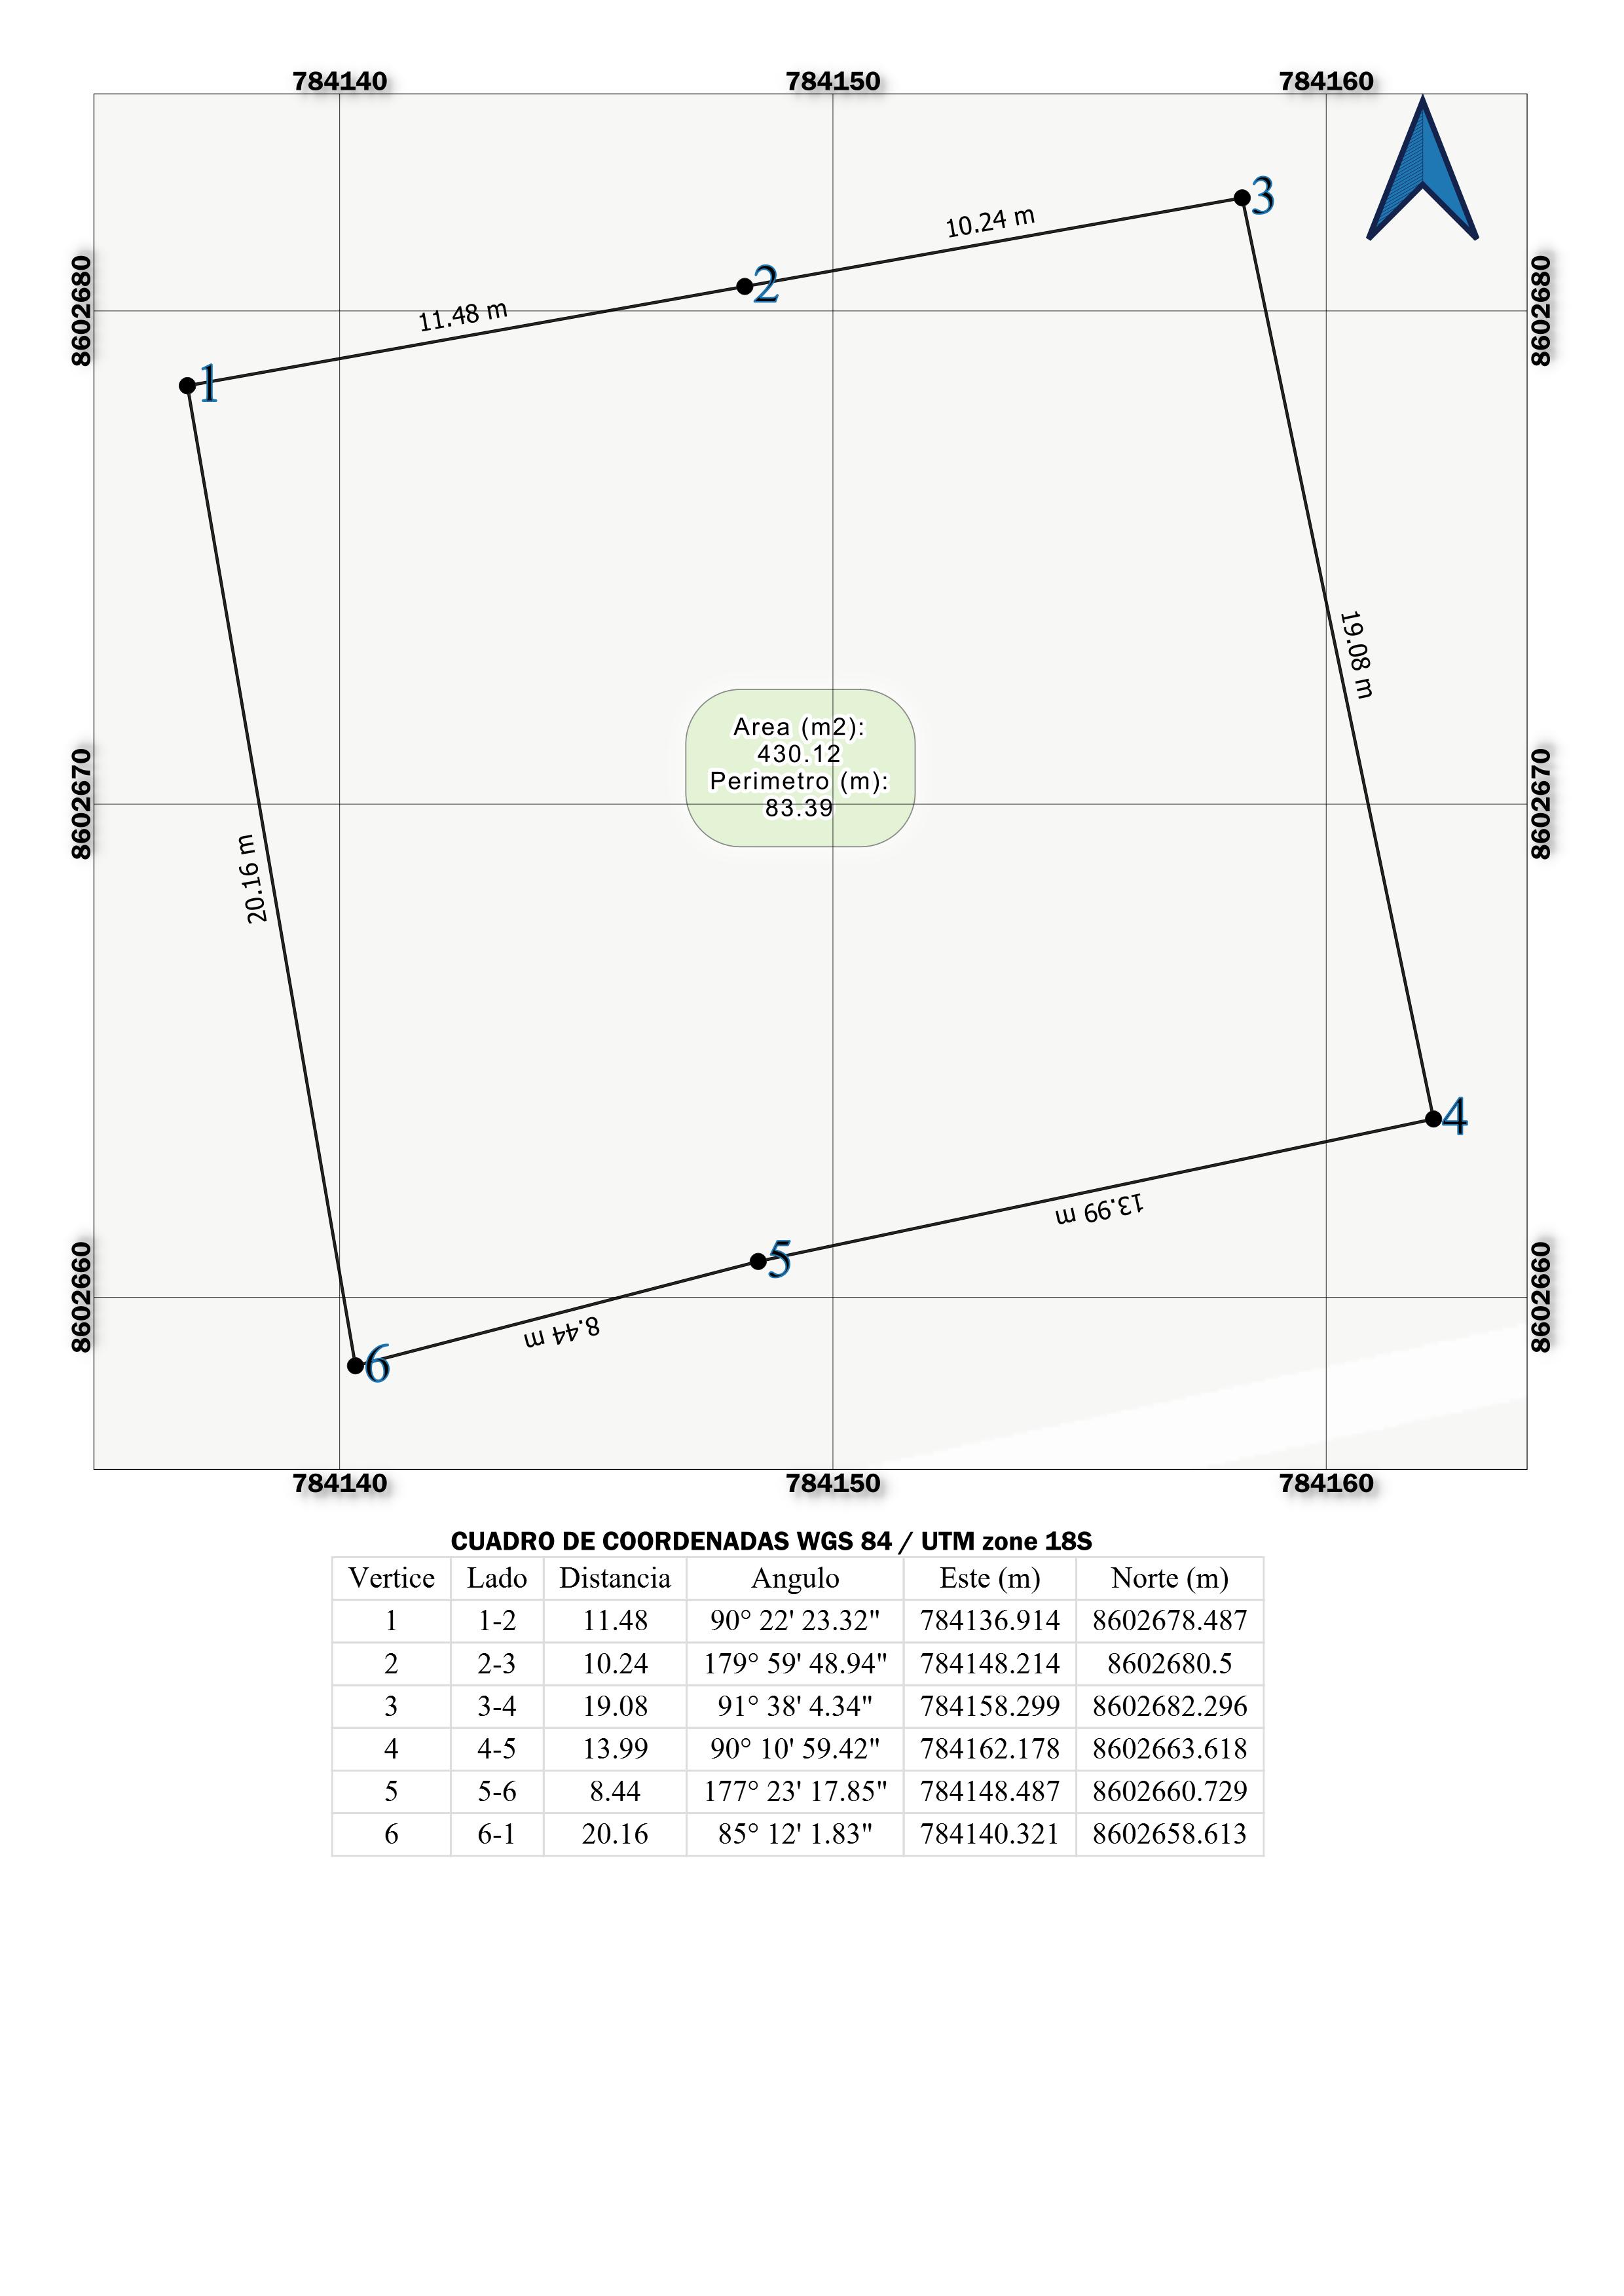 784140 784150 784160
3
10.24 m
8602680 8602680
2
11.48 m
1
19.08 m
Area (m2):
430.12
Perimetro (m):
83.39
8602670 8602670
20.16 m
4
13.99 m
5
8602660 8602660
8.44 m
6
784140 784150 784160
CUADRO DE COORDENADAS WGS 84 / UTM zone 18S
Vertice Lado Distancia Angulo Este (m) Norte (m)
1 1-2 11.48 90° 22' 23.32" 784136.914 8602678.487
2 2-3 10.24 179° 59' 48.94" 784148.214 8602680.5
3 3-4 19.08 91° 38' 4.34" 784158.299 8602682.296
4 4-5 13.99 90° 10' 59.42" 784162.178 8602663.618
5 5-6 8.44 177° 23' 17.85" 784148.487 8602660.729
6 6-1 20.16 85° 12' 1.83" 784140.321 8602658.613